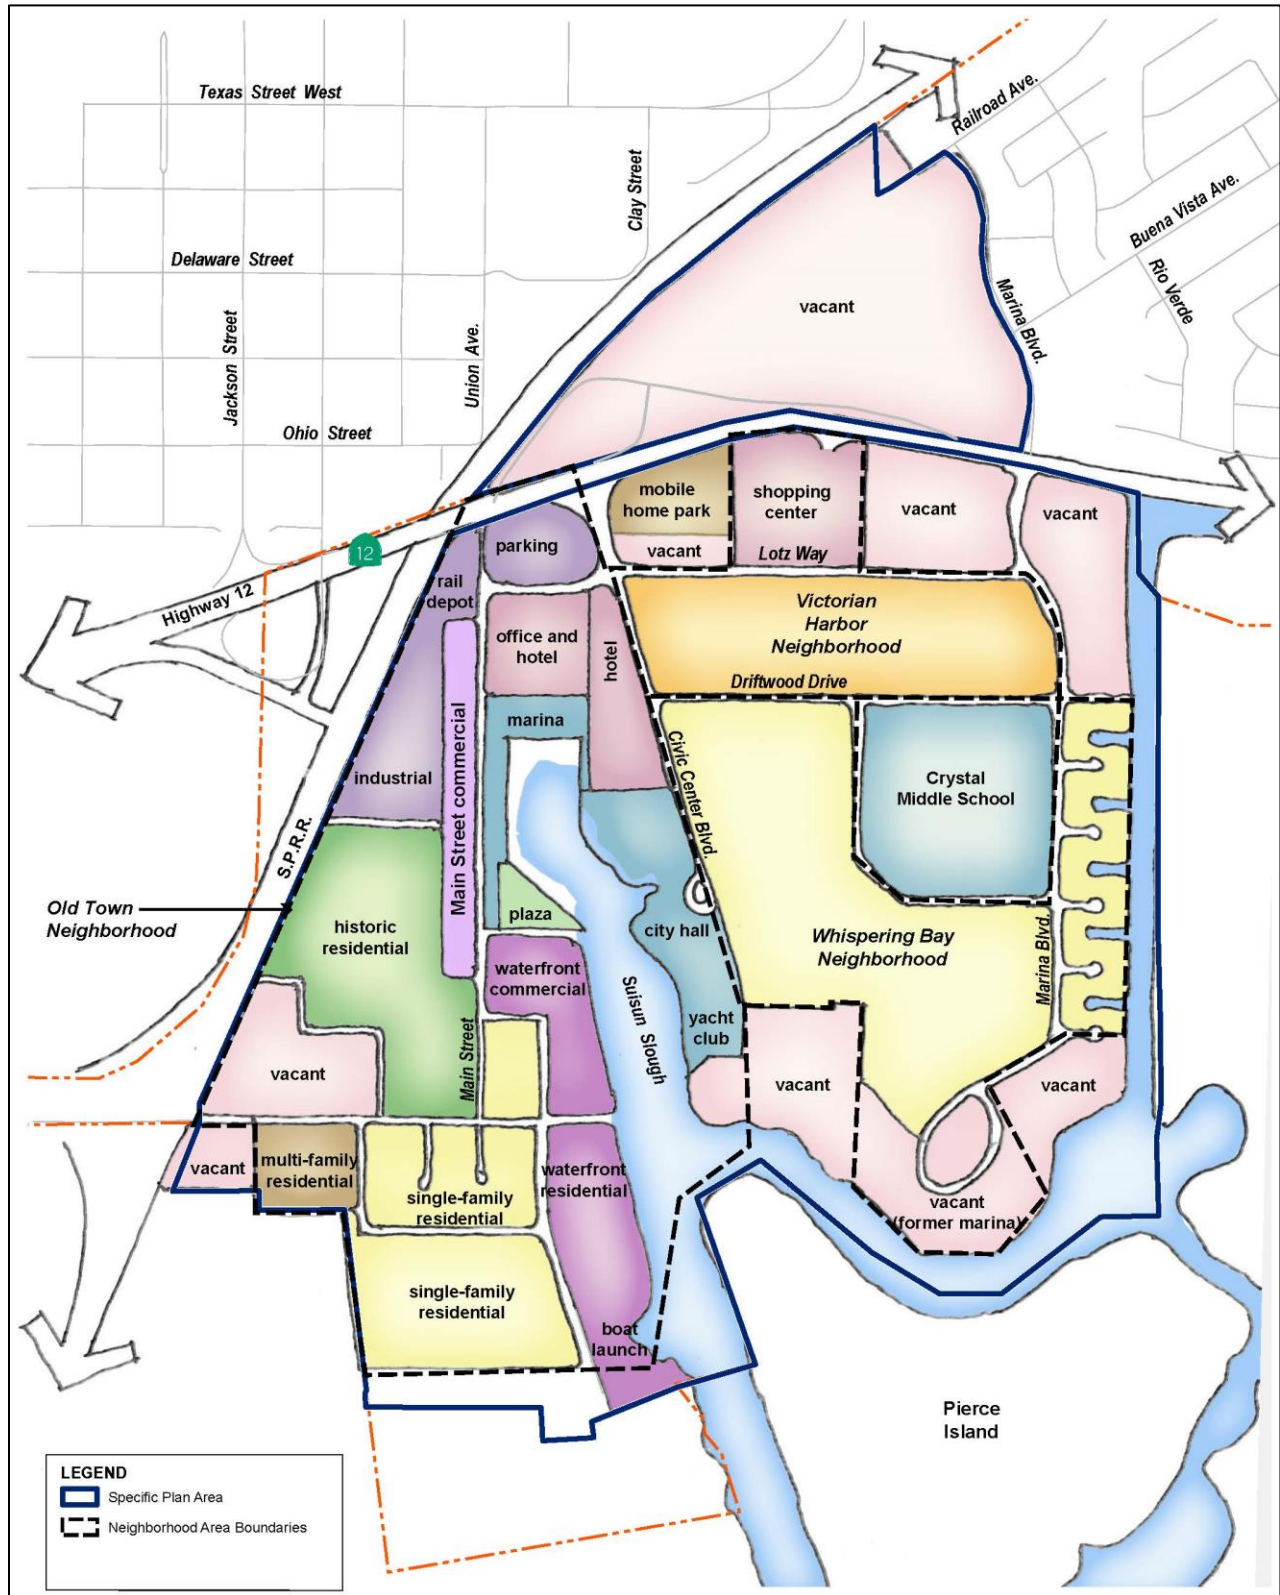 Texas Street West
Railroad Ave.
Clay Street
Buena Vista Ave.
Delaware Street
Rio Verde
Marina Blvd.
vacant
Jackson Street
Union Ave.
Ohio Street
mobile
home park
shopping
center
vacant
vacant
parking
vacant
Lotz Way
12
Highway 12
rail
depot
Victorian
Harbor
Neighborhood
office and
hotel
hotel
Driftwood Drive
marina
Main Street commercial
Civic Center Blvd.
industrial
Crystal
Middle School
S.P.R.R.
Old Town
Neighborhood
historic
residential
plaza
city hall
Whispering Bay
Neighborhood
Marina Blvd.
waterfront
commercial
Suisun Slough
yacht
club
Main Street
vacant
vacant
vacant
vacant
multi-family
residential
single-family
residential
waterfront
residential
vacant
(former marina)
single-family
residential
boat
launch
Pierce
Island
LEGEND
Specific Plan Area
Neighborhood Area Boundaries